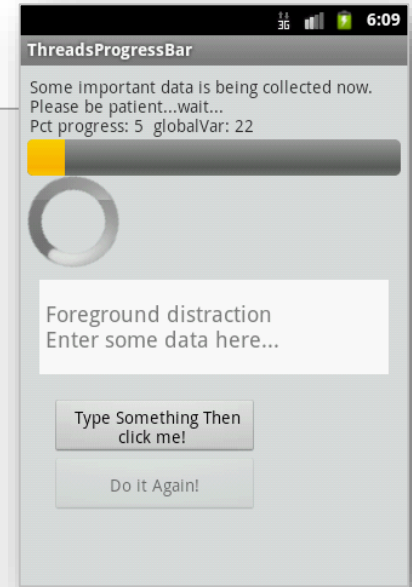 3G 6:09
ThreadsProgressBar
Some important data is being collected now.
Please be patient...wait...
Pct progress: 5 globalVar: 22
Foreground distraction
Enter some data here...
Type Something Then
click me!
Do it Again!